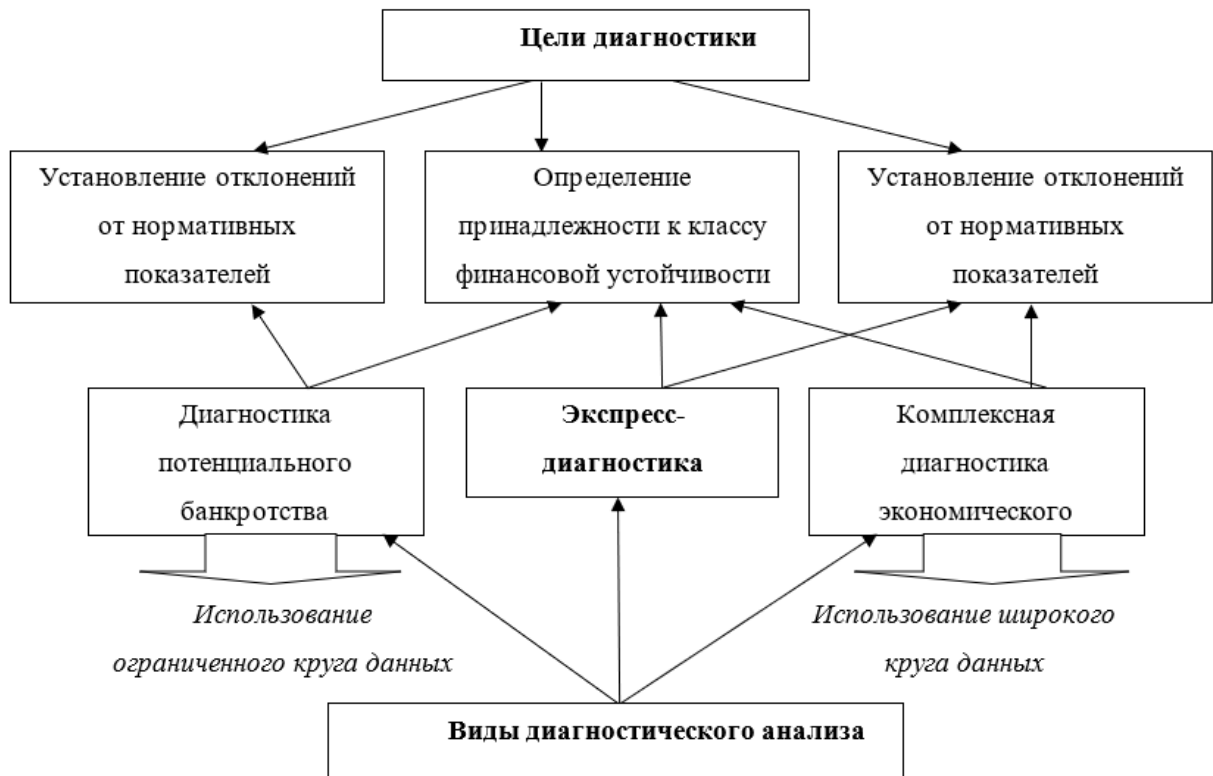 Цели диагностики
Установление отклонений
от нормативных
показателей
Определение
принадлежности к классу
финансовой устойчивости
Установление отклонений
от нормативных
показателей
Диагностика
потенциального
банкротства
Экспресс-
диагностика
Комплексная
диагностика
экономического
Использование
ограниченного круга данных
Использование широкого
круга данных
Виды диагностического анализа